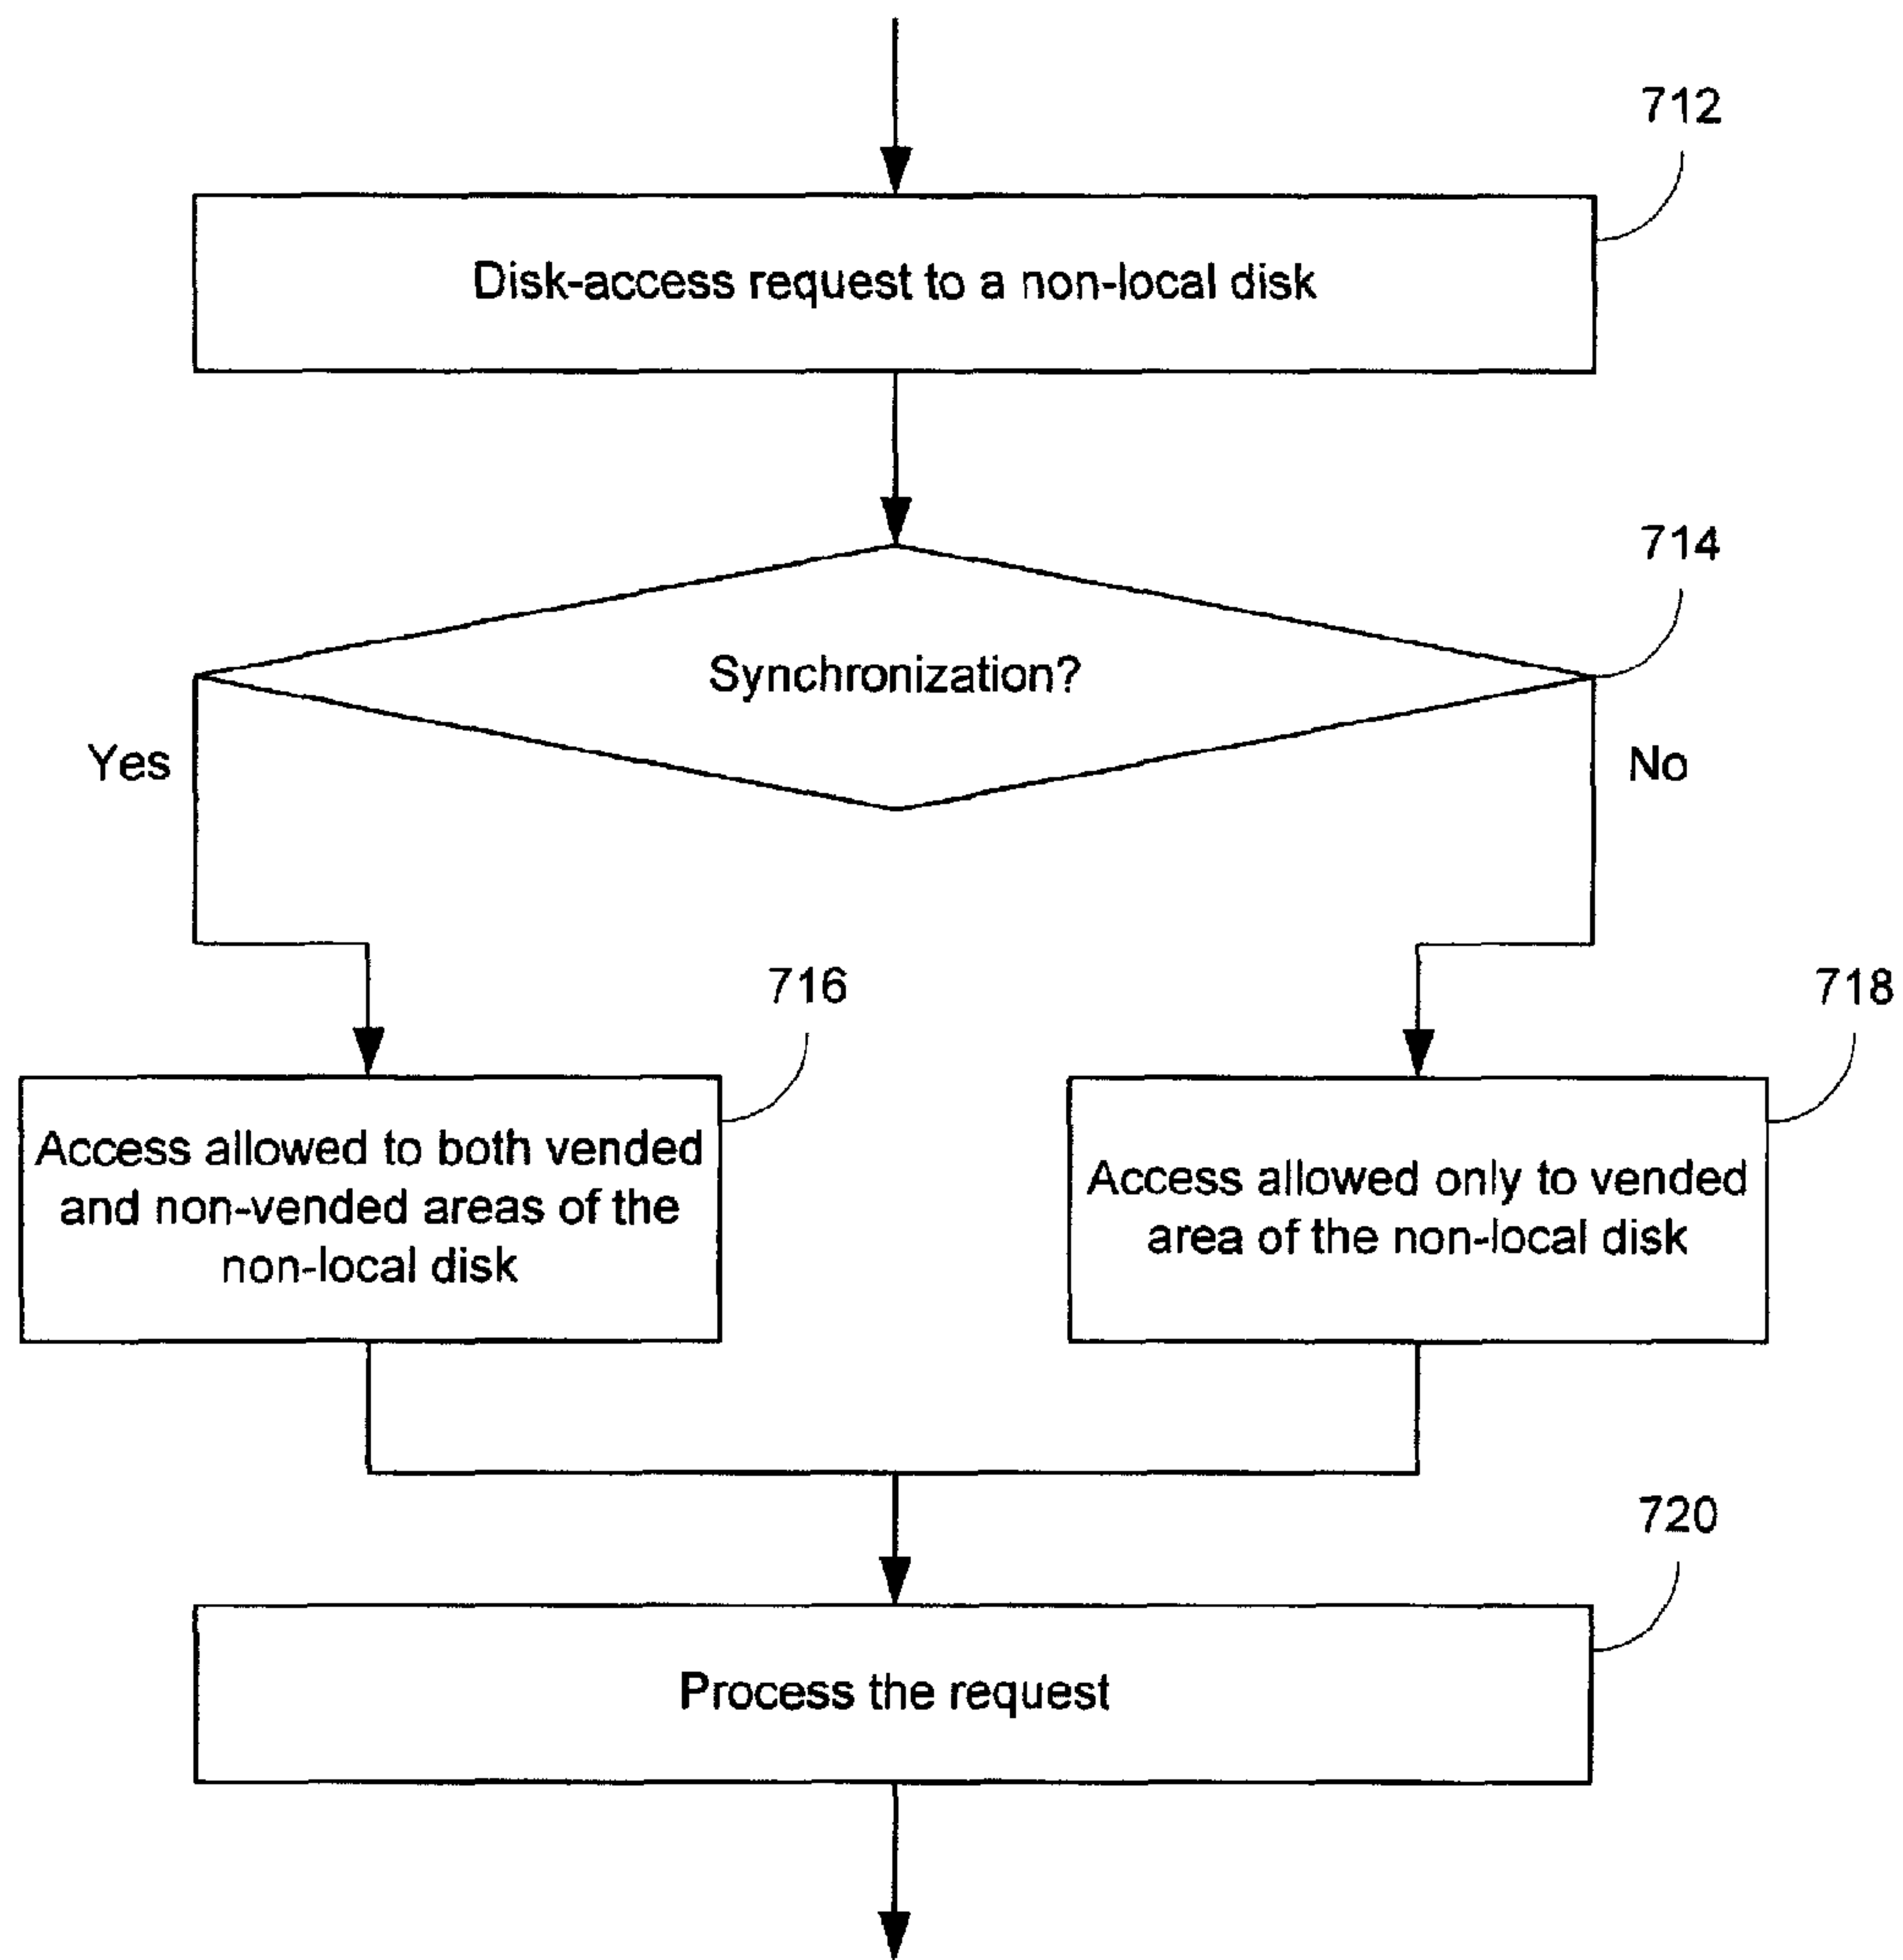 712
Disk-access request to a non-local disk
714
Synchronization?
Yes
No
716
718
Access allowed to both vended
and non-vended areas of the
non-local disk
Access allowed only to vended
area of the non-local disk
720
Process the request